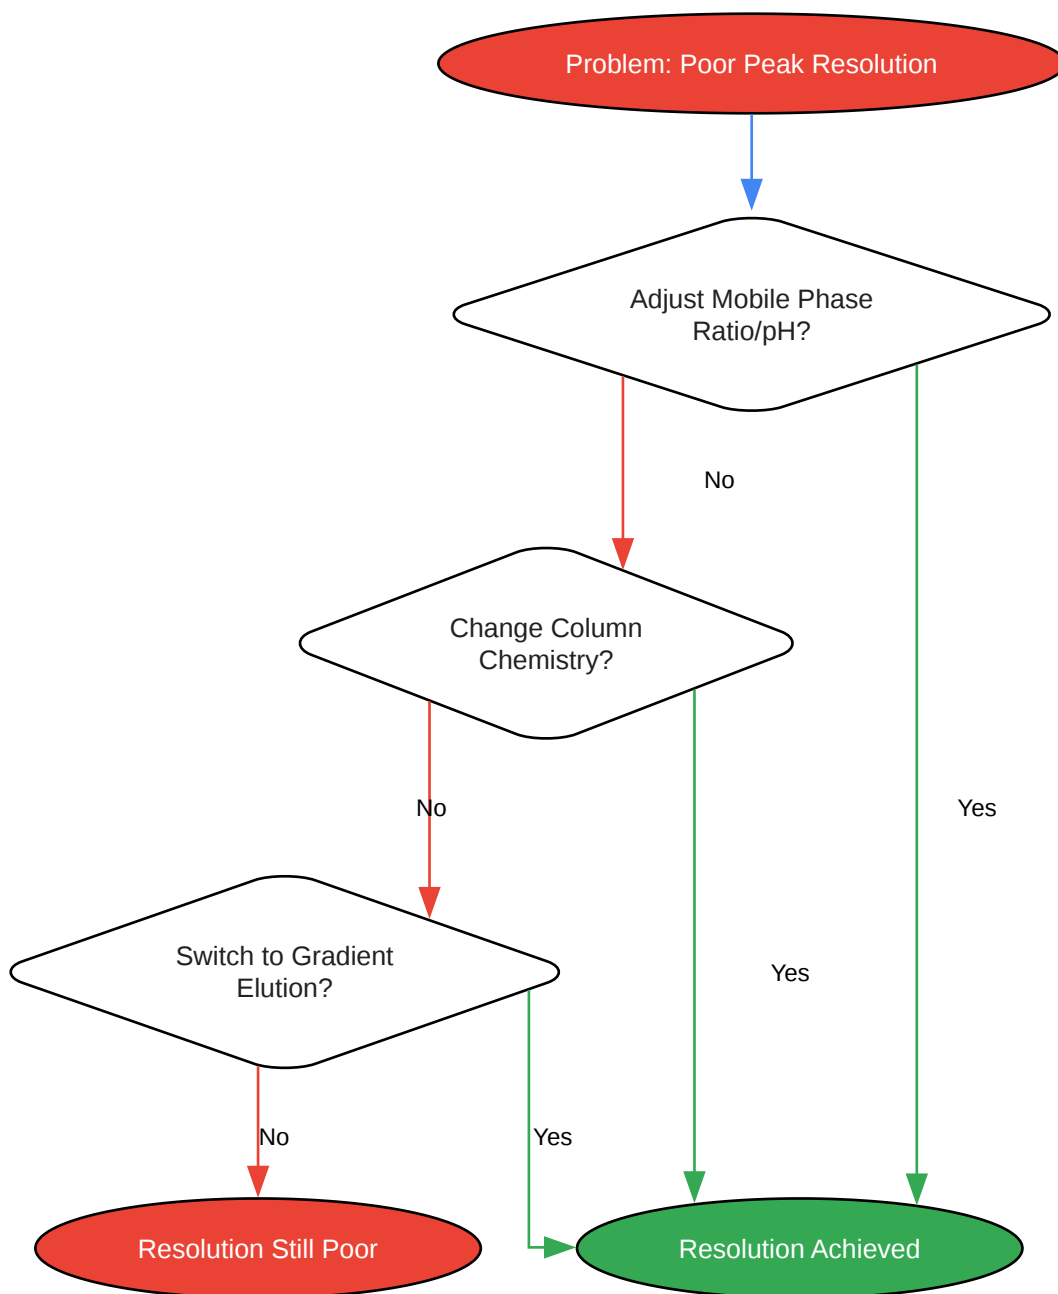 Problem: Poor Peak Resolution
Adjust Mobile Phase
Ratio/pH?
No
Change Column
Chemistry?
No
Yes
Switch to Gradient
Elution?
Yes
No
Yes
Resolution Still Poor
Resolution Achieved